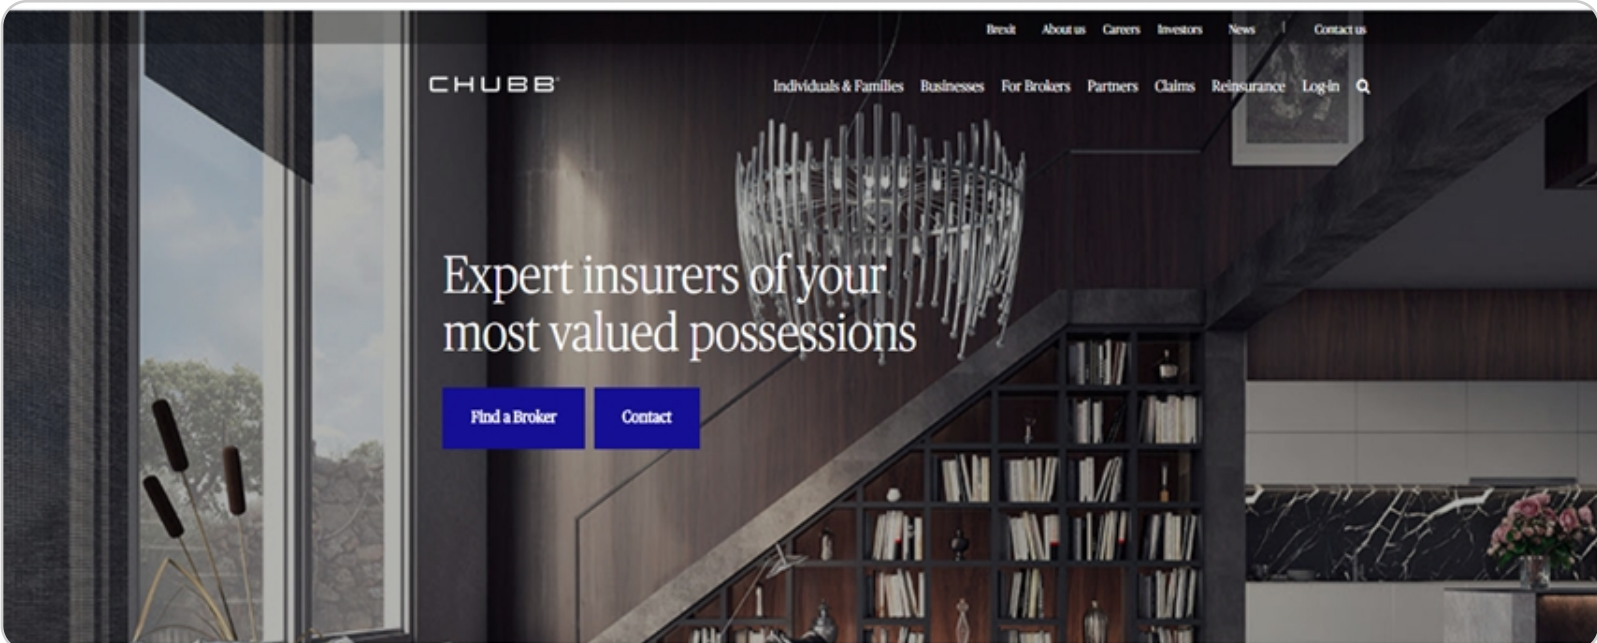 Brexit About us Careers Investors News | Contact us
CHUBB®
Individuals & Families Businesses For Brokers Partners Claims Reinsurance Log-in
Expert insurers of your
most valued possessions
Find a Broker Contact